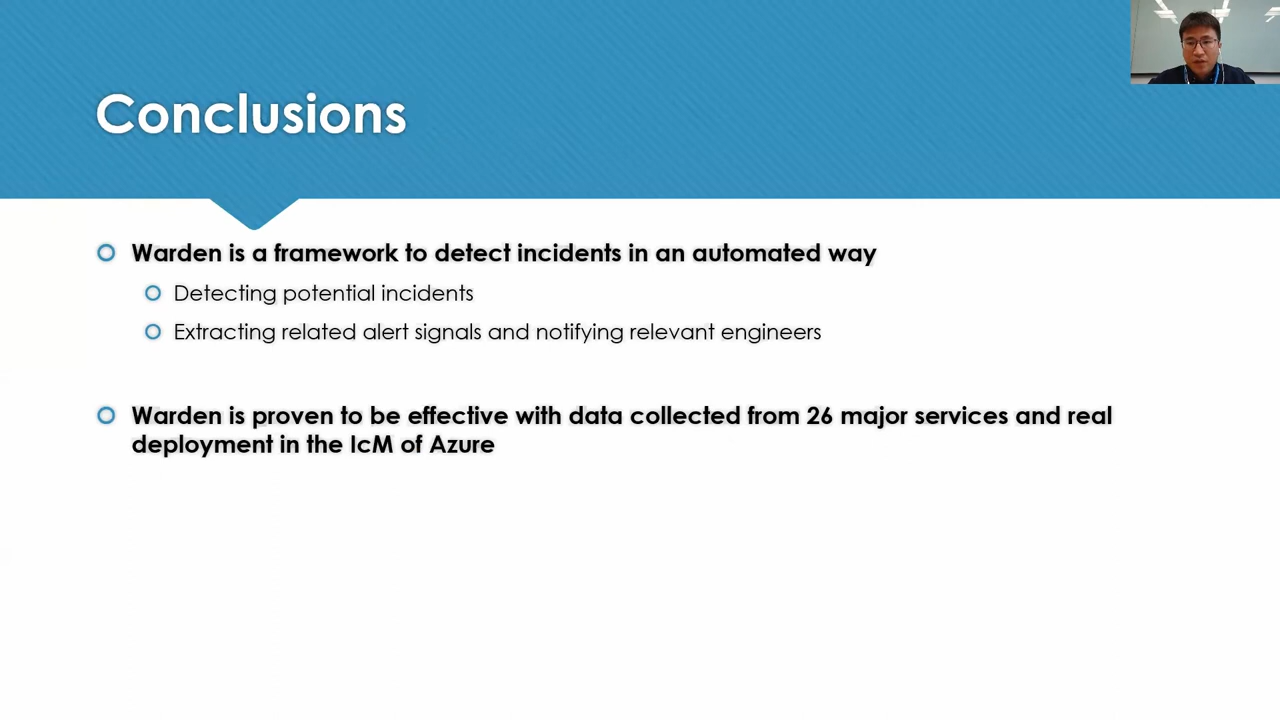 Conclusions
Warden is a framework to detect incidents in an automated way
Detecting potential incidents
Extracting related alert signals and notifying relevant engineers
Warden is proven to be effective with data collected from 26 major services and real
deployment in the IcM of Azure